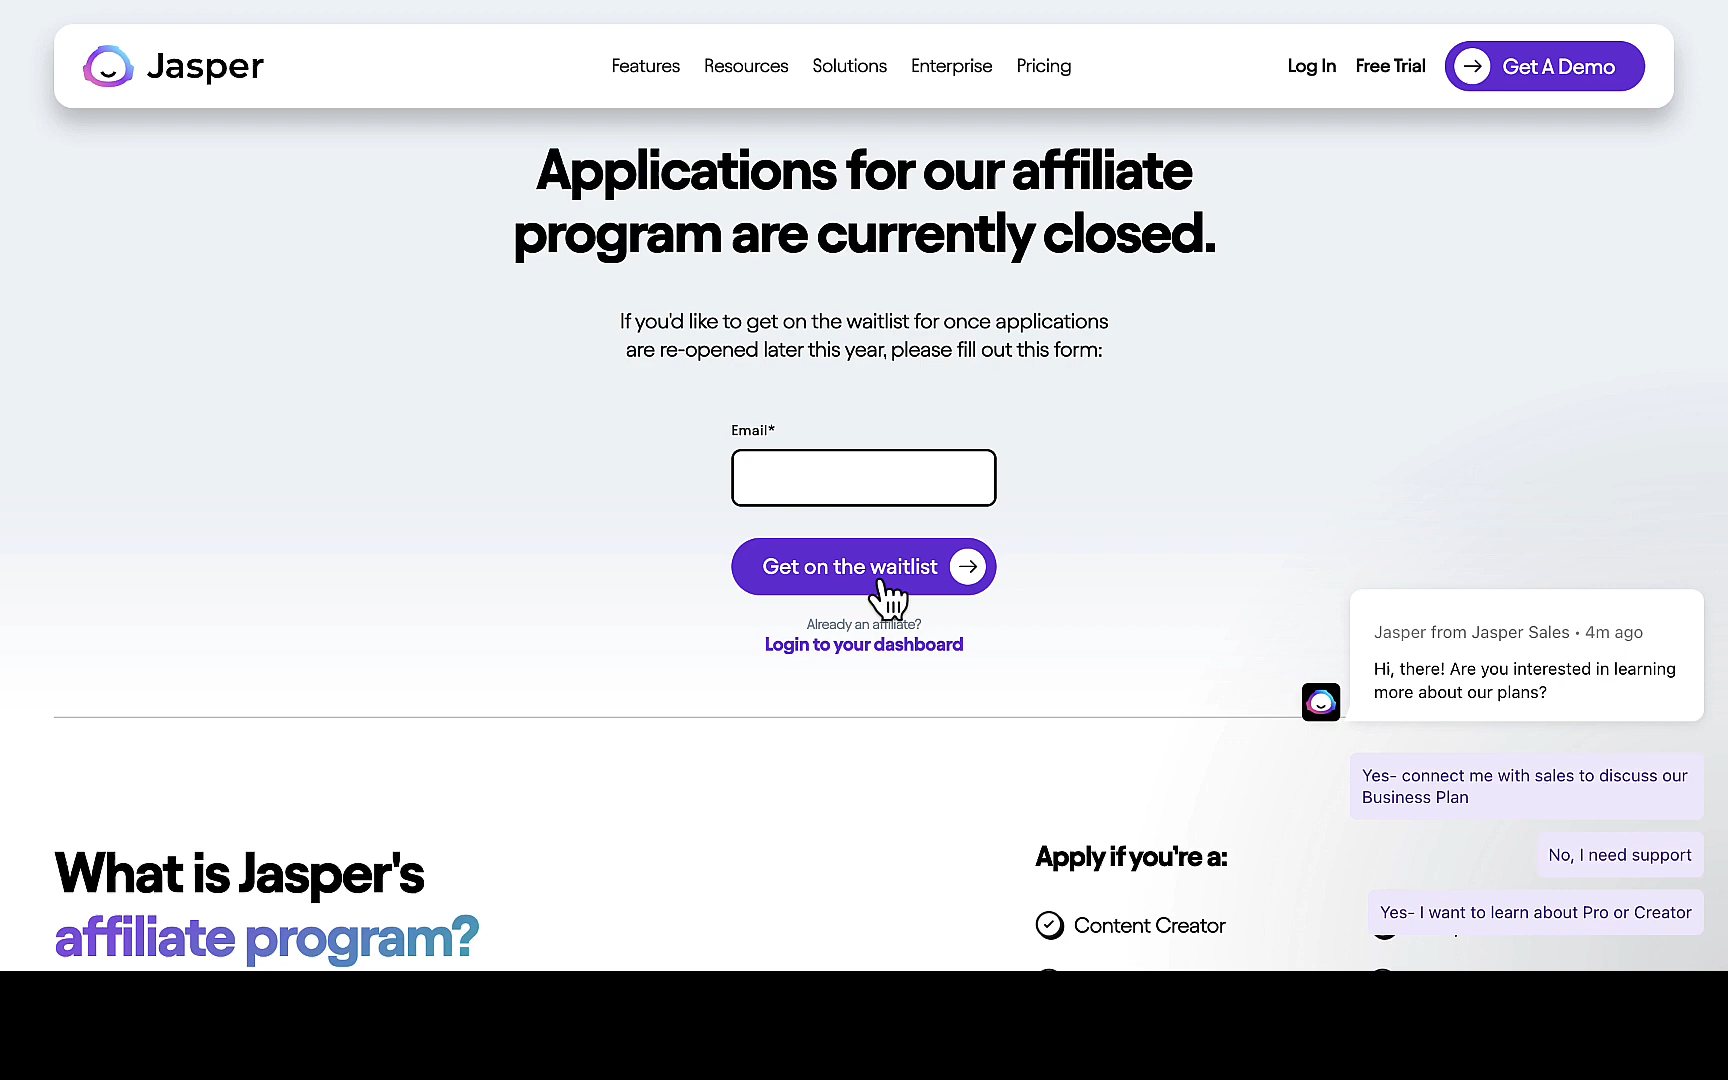 Jasper
Features
Resources
Solutions
Enterprise
Pricing
Log In
Free Trial
Get A Demo
Applications for our affiliate
program are currently closed.
If you'd like to get on the waitlist for once applications
are re-opened later this year, please fill out this form:
Email*
Get on the waitlist
Already an affiliate?
Login to your dashboard
Jasper from Jasper Sales • 4m ago
Hi, there! Are you interested in learning
more about our plans?
Yes- connect me with sales to discuss our
Business Plan
No, I need support
Yes- I want to learn about Pro or Creator
What is Jasper's
affiliate program?
Apply if you're a:
Content Creator